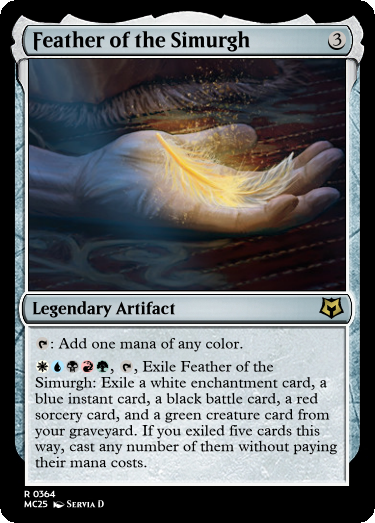 Feather of the Simurgh 3
Legendary Artifact
: Add one mana of any color.
, , Exile Feather of the
Simurgh: Exile a white enchantment card, a
blue instant card, a black battle card, a red
sorcery card, and a green creature card from
your graveyard. If you exiled five cards this
way, cast any number of them without paying
their mana costs.
R 0364
MC25 Servia D